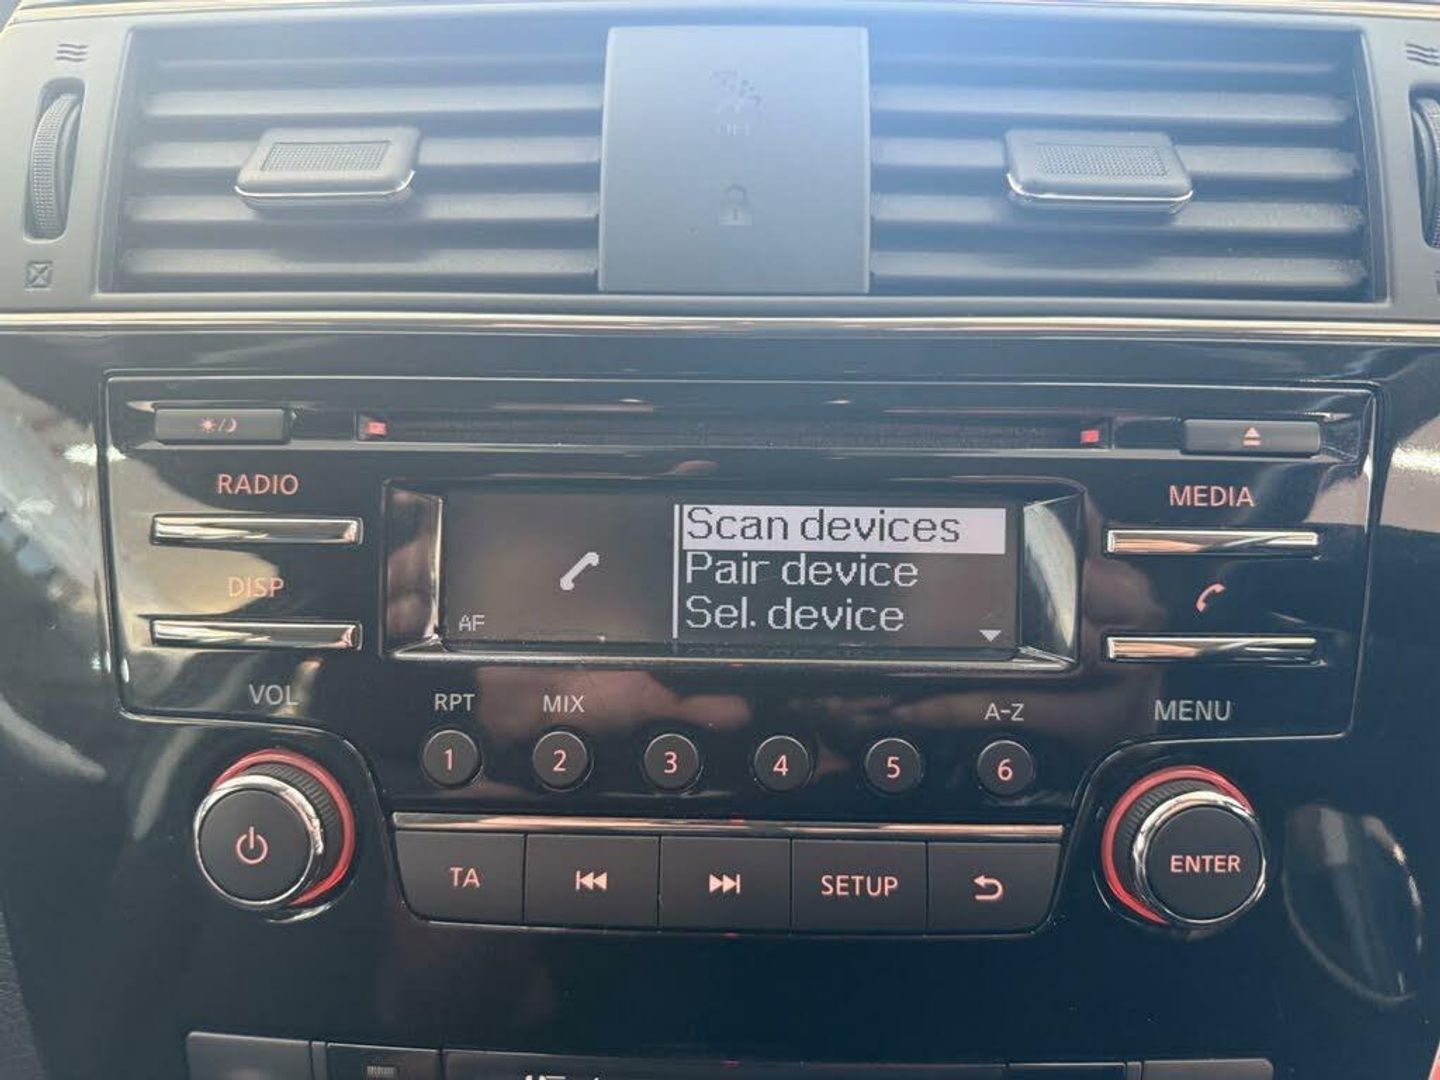 OFF
RADIO
MEDIA
Scan devices
Pair device
Sel. device
DISP
AF
VOL
RPT
MIX
A-Z
MENU
1
2
3
4
5
6
TA
SETUP
ENTER